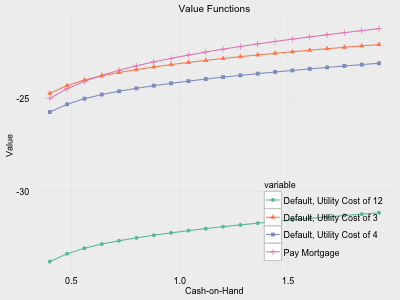 Value Functions
-25
-30
Value
0.5
1.0
1.5
Cash-on-Hand
variable
Default, Utility Cost of 12
Default, Utility Cost of 3
Default, Utility Cost of 4
Pay Mortgage